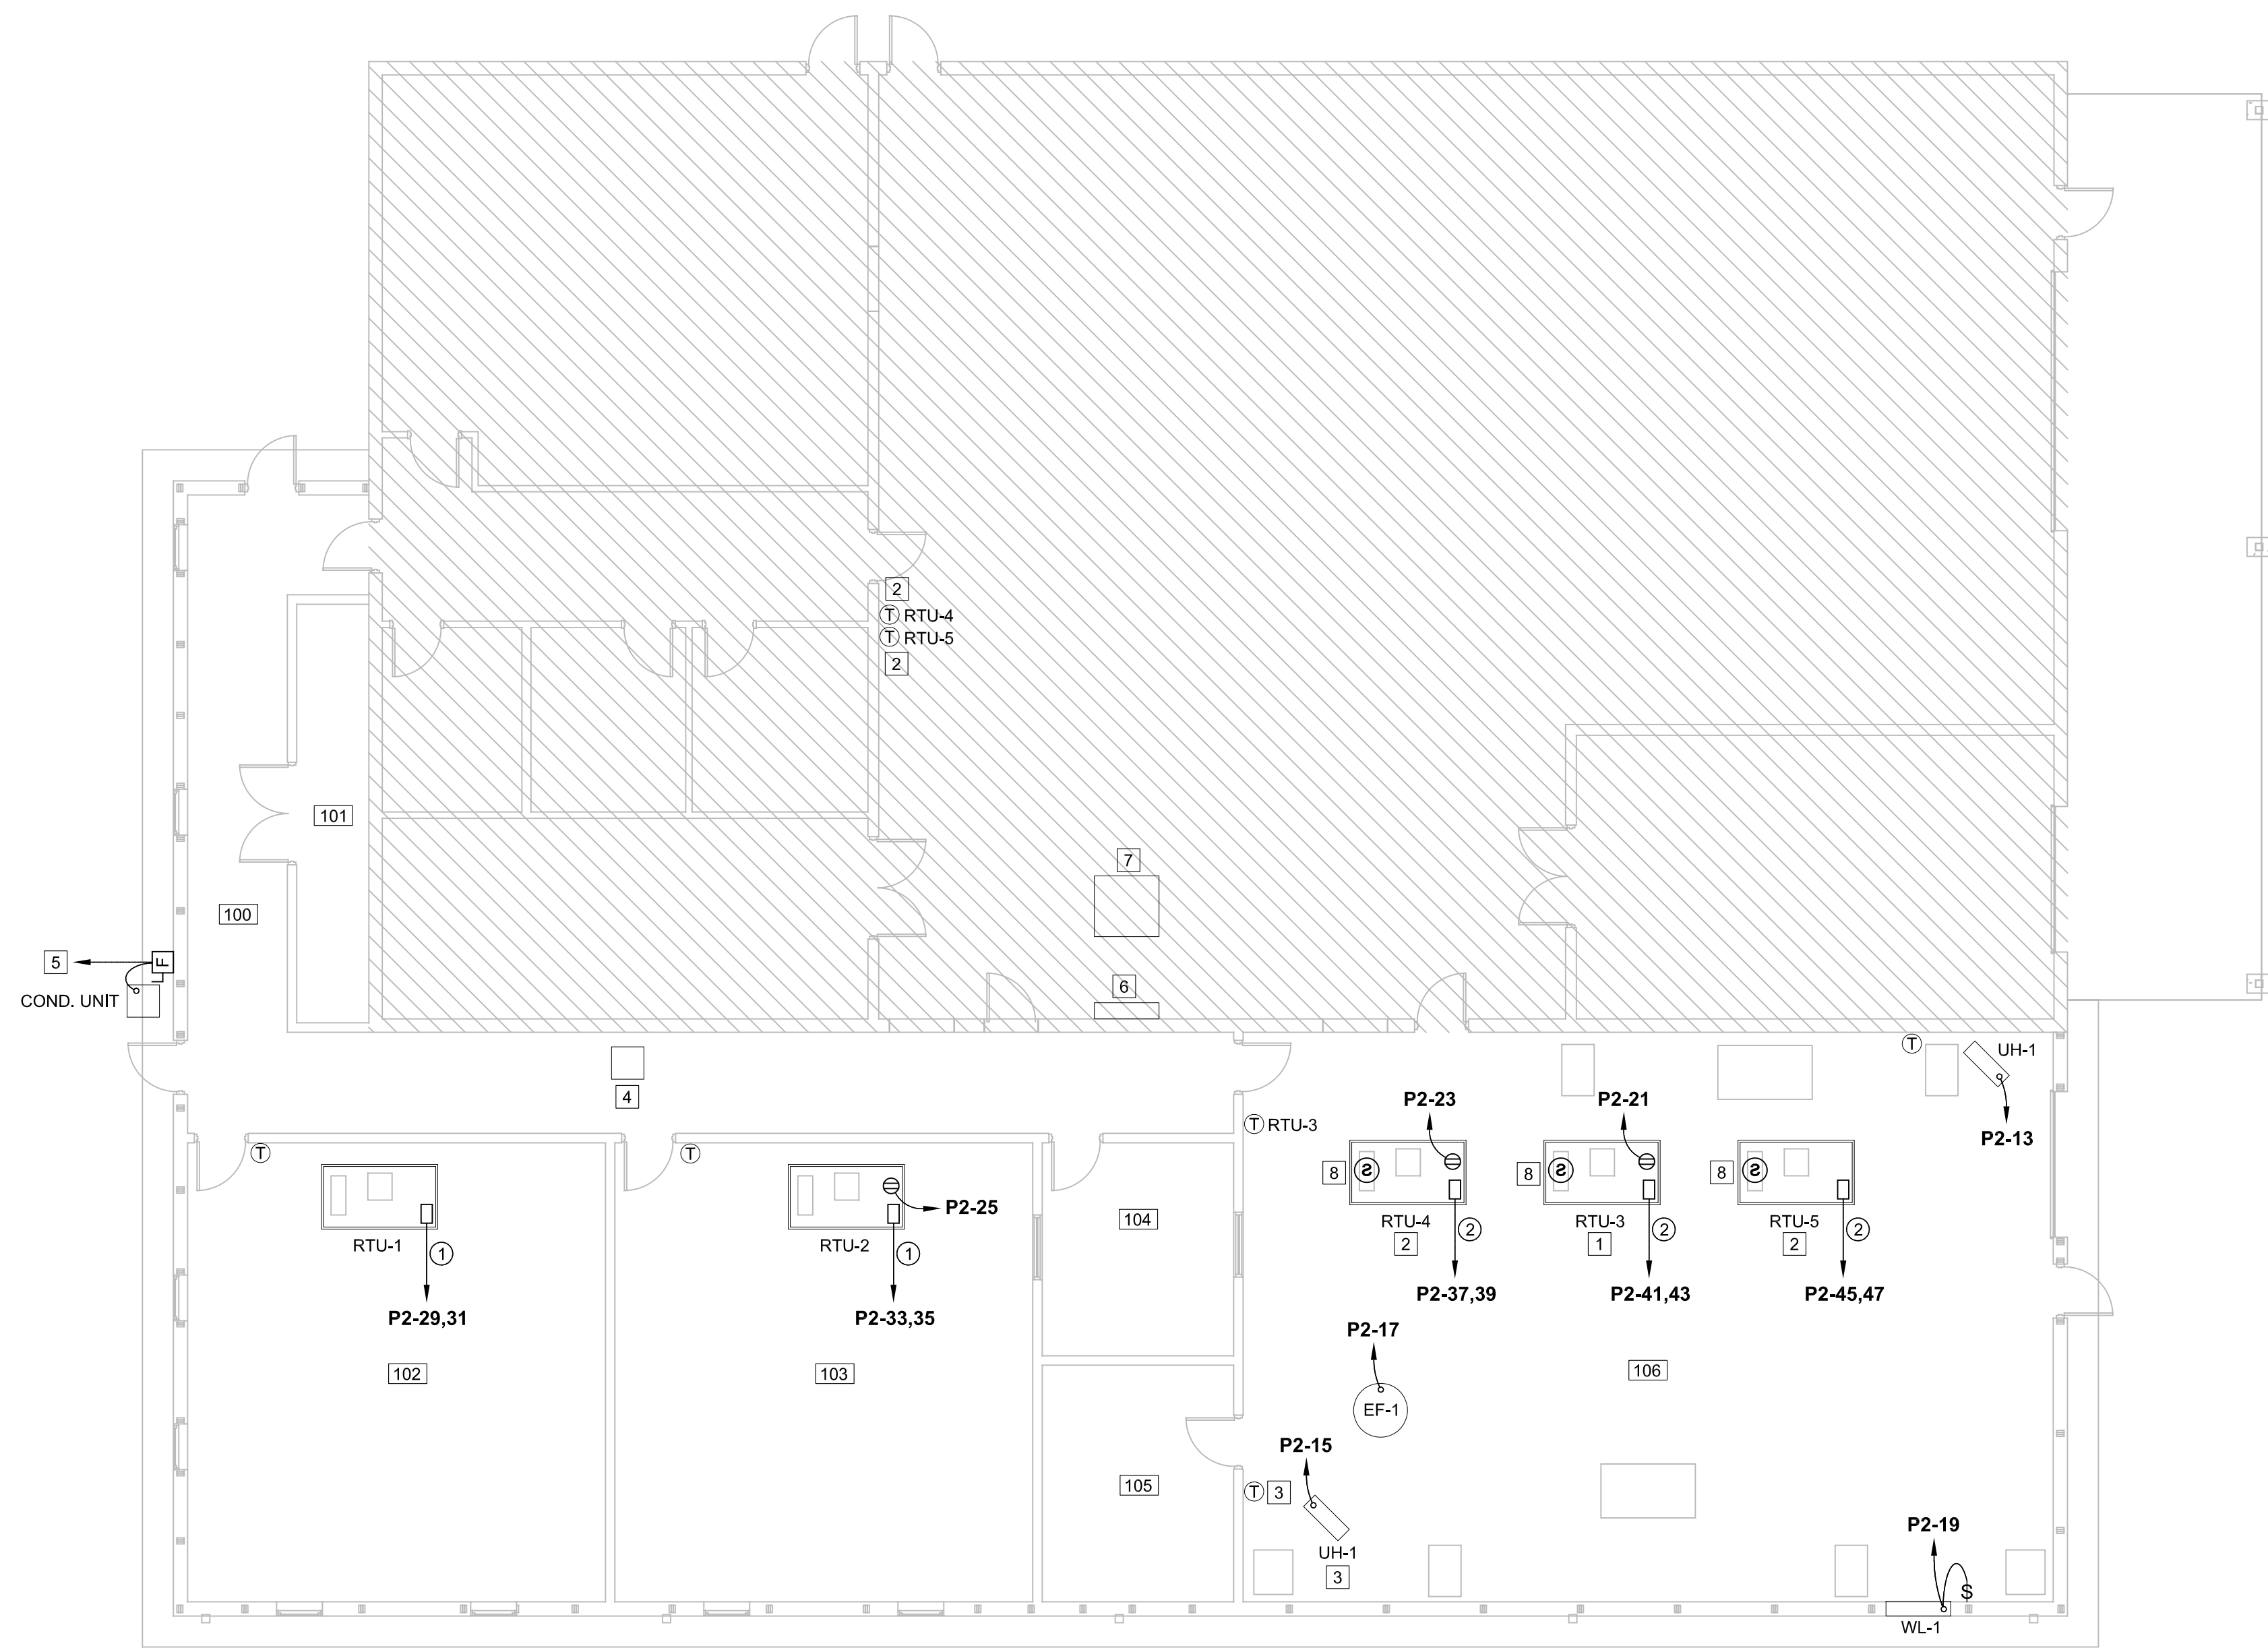 2
T RTU-4
T RTU-5
2
101
7
100
5
F
COND. UNIT
6
T
UH-1
4
P2-23
P2-21
T RTU-3
P2-13
T
T
8
S
8
S
8
S
P2-25
104
RTU-4
RTU-3
RTU-5
2
2
2
2
1
2
RTU-1
RTU-2
1
1
P2-37,39
P2-41,43
P2-45,47
P2-29,31
P2-33,35
P2-17
102
103
106
EF-1
P2-15
105
T 3
P2-19
UH-1
3
S
WL-1